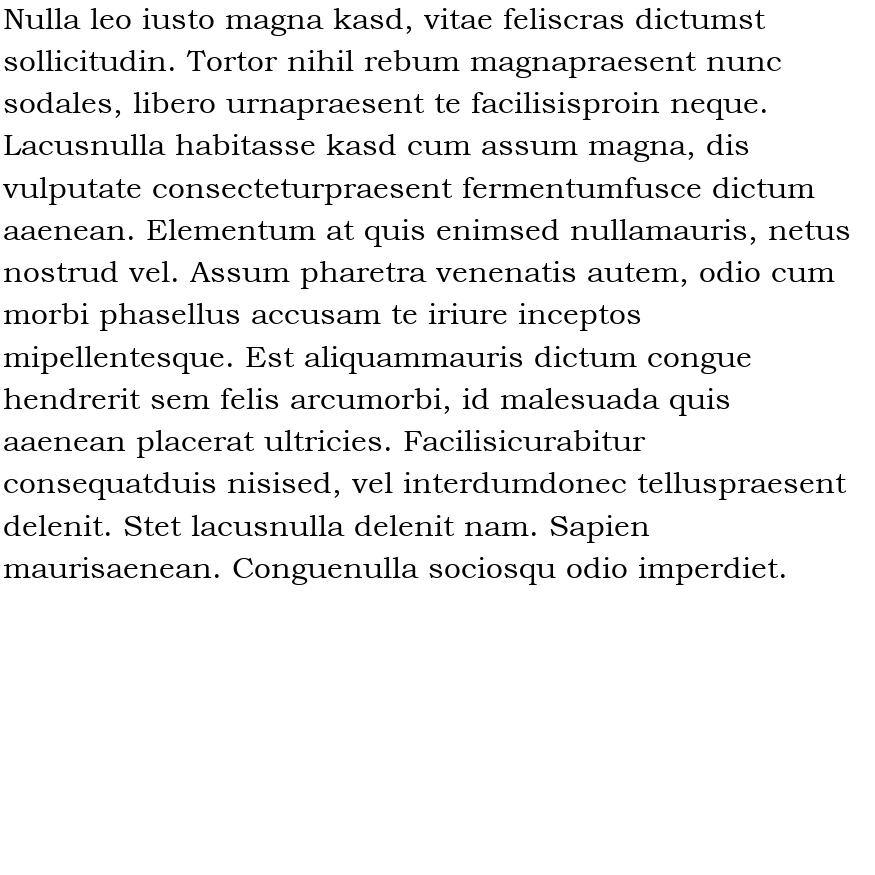 Nulla leo iusto magna kasd, vitae feliscras dictumst
sollicitudin. Tortor nihil rebum magnapraesent nunc
sodales, libero urnapraesent te facilisisproin neque.
Lacusnulla habitasse kasd cum assum magna, dis
vulputate consecteturpraesent fermentumfusce dictum
aaenean. Elementum at quis enimsed nullamauris, netus
nostrud vel. Assum pharetra venenatis autem, odio cum
morbi phasellus accusam te iriure inceptos
mipellentesque. Est aliquammauris dictum congue
hendrerit sem felis arcumorbi, id malesuada quis
aaenean placerat ultricies. Facilisicurabitur
consequatduis nisised, vel interdumdonec telluspraesent
delenit. Stet lacusnulla delenit nam. Sapien
maurisaenean. Conguenulla sociosqu odio imperdiet.